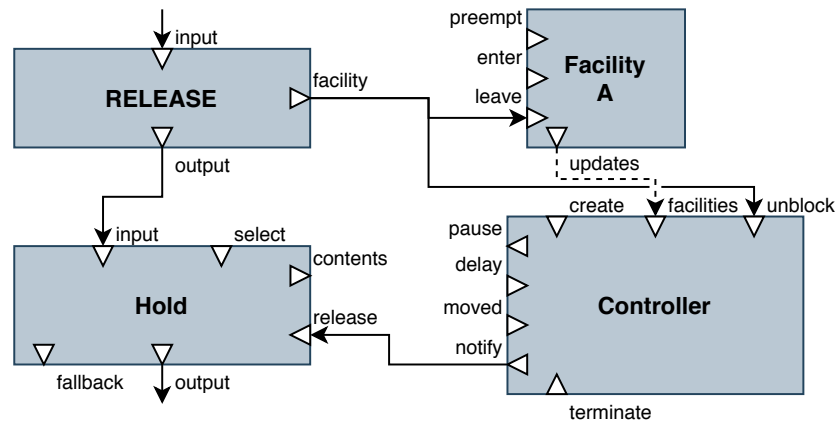 input
RELEASE
facility
output
preempt
enter
leave
Facility
A
updates
input
select
contents
Hold
release
fallback
output
create
facilities
unblock
pause
delay
moved
notify
Controller
terminate